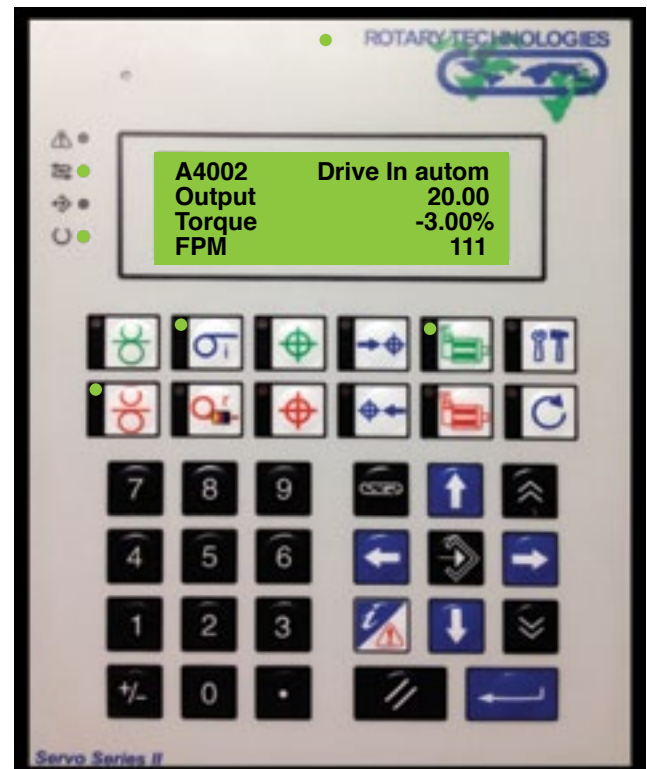 ROTARY TECHNOLOGIES
A4002 Drive In autom
Output 20.00
Torque -3.00%
FPM 111
i
r
7 8 9
4 5 6
i
1 2 3
+/- 0 .
Servo Series II